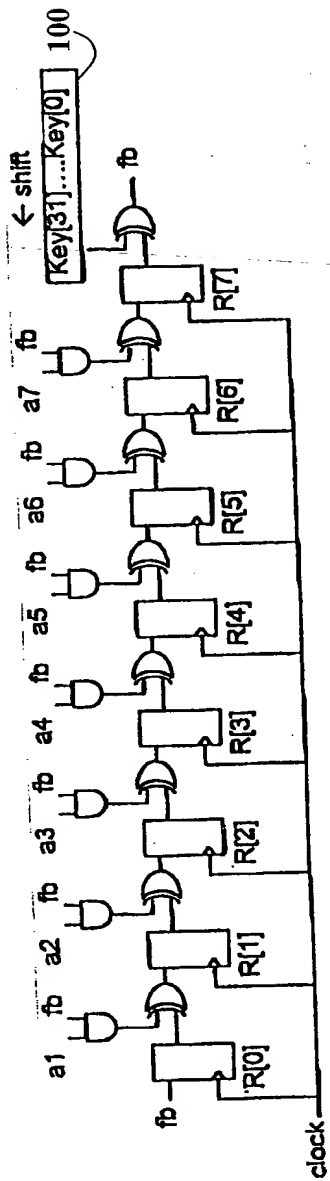 100
← shift
Key[31]....Key[0]
fb
a1 fb
a2 fb
a3 fb
a4 fb
a5 fb
a6 fb
a7 fb
fb
R[0]
R[1]
R[2]
R[3]
R[4]
R[5]
R[6]
R[7]
clock